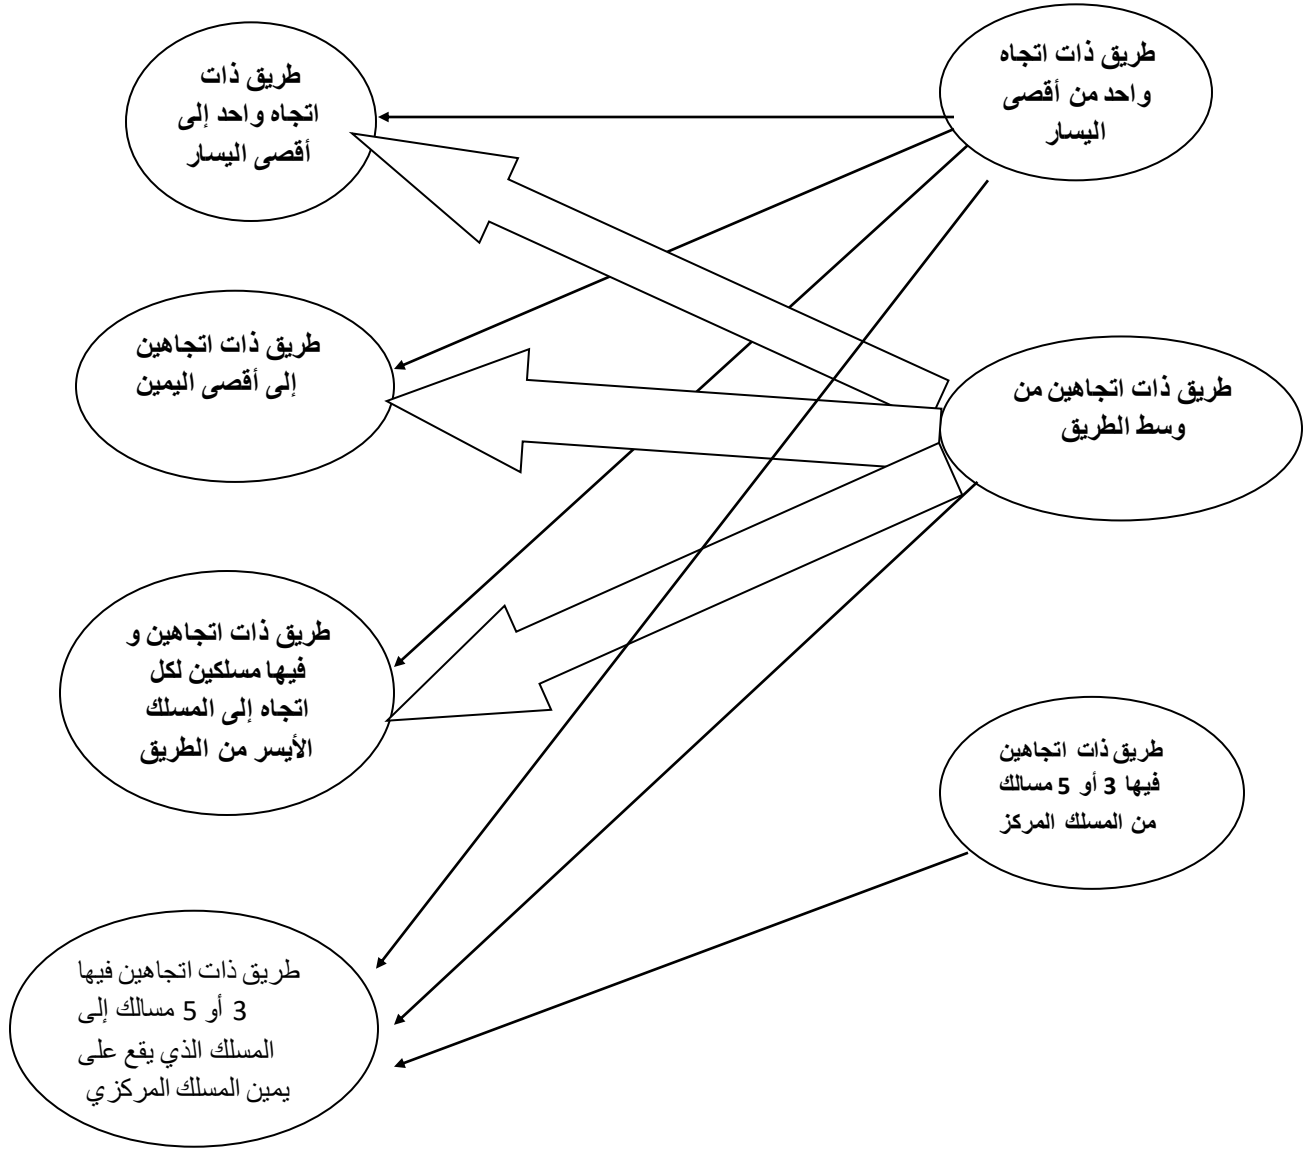 طريق ذات اتجاه
واحد من أقصى
اليسار
طريق ذات
اتجاه واحد إلى
أقصى اليسار
طريق ذات اتجاهين من
وسط الطريق
طريق ذات اتجاهين
إلى أقصى اليمين
طريق ذات اتجاهين و
فيها مسلكين لكل
اتجاه إلى المسلك
الأيسر من الطريق
طريق ذات اتجاهين
فيها 3 أو 5 مسالك
من المسلك المركز
طريق ذات اتجاهين فيها
3 أو 5 مسالك إلى
المسلك الذي يقع على
يمين المسلك المركزي